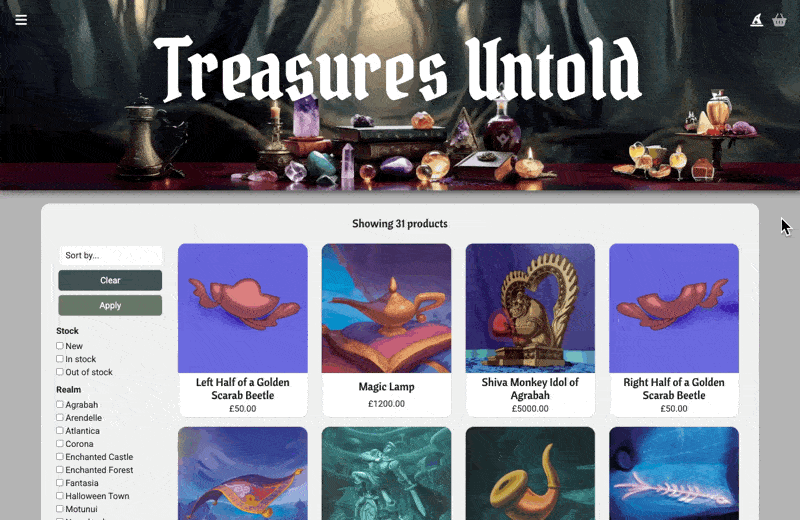 Treasures Untold
Showing 31 products
Sort by...
Clear
Apply
Stock
New
In stock
Out of stock
Realm
Agrabah
Arendelle
Atlantica
Corona
Enchanted Castle
Enchanted Forest
Fantasia
Halloween Town
Motunui
Left Half of a Golden
Scarab Beetle
£50.00
Magic Lamp
£1200.00
Shiva Monkey Idol of
Agrabah
£5000.00
Right Half of a Golden
Scarab Beetle
£50.00